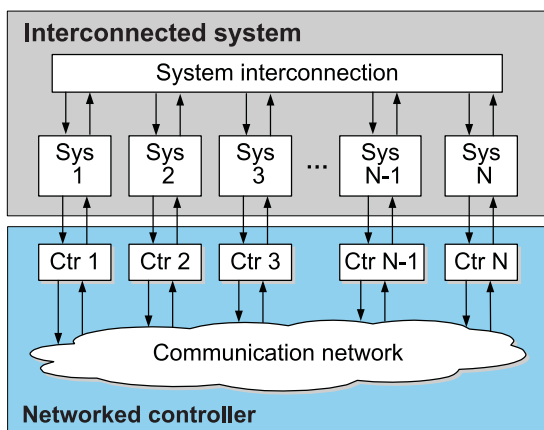 Interconnected system
System interconnection
Sys 1
Sys 2
Sys 3
...
Sys N-1
Sys N
Ctr 1
Ctr 2
Ctr 3
Ctr N-1
Ctr N
Communication network
Networked controller